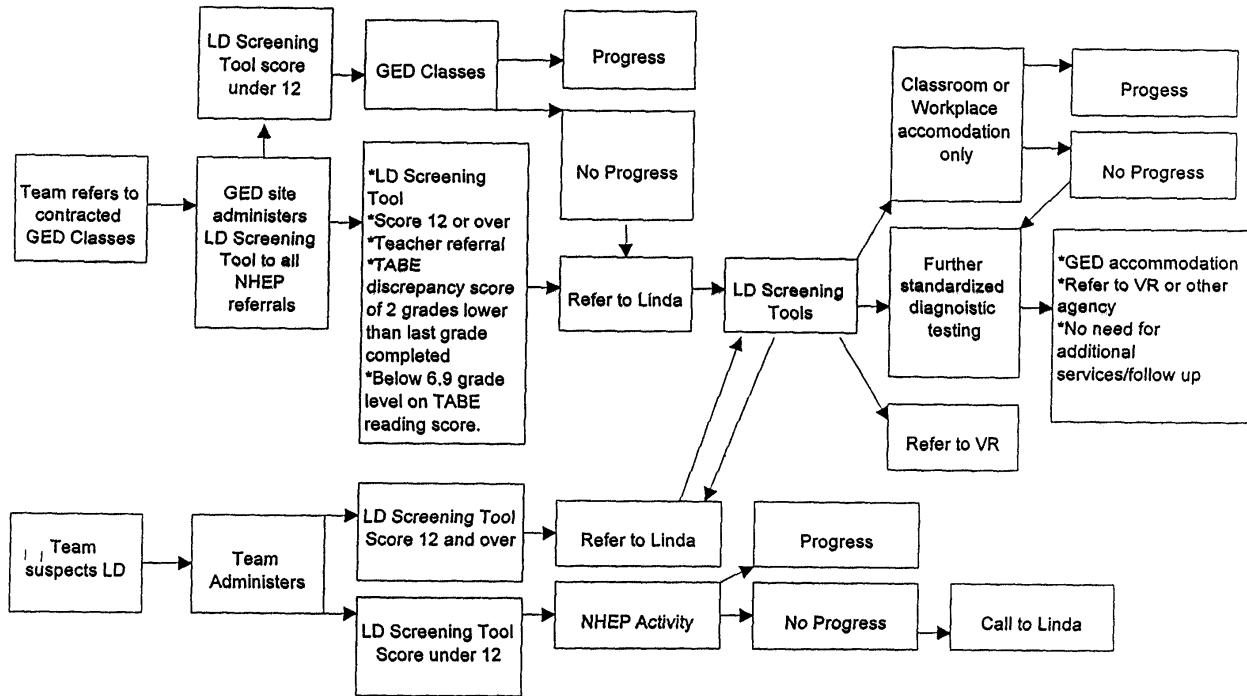 LD Screening
Tool score
under 12
GED Classes
Progress
Classroom or
Workplace
accomodation
only
Progess
No Progress
No Progress
Team refers to
contracted
GED Classes
GED site
administers
LD Screening
Tool to all
NHEP
referrals
*LD Screening
Tool
*Score 12 or over
*Teacher referral
*TABE
discrepancy score
of 2 grades lower
than last grade
completed
*Below 6.9 grade
level on TABE
reading score.
Refer to Linda
LD Screening
Tools
Further
standardized
diagnostic
testing
*GED accommodation
*Refer to VR or other
agency
*No need for
additional
services/follow up
Refer to VR
Team
suspects LD
Team
Administers
LD Screening Tool
Score 12 and over
Refer to Linda
Progress
LD Screening Tool
Score under 12
NHEP Activity
No Progress
Call to Linda